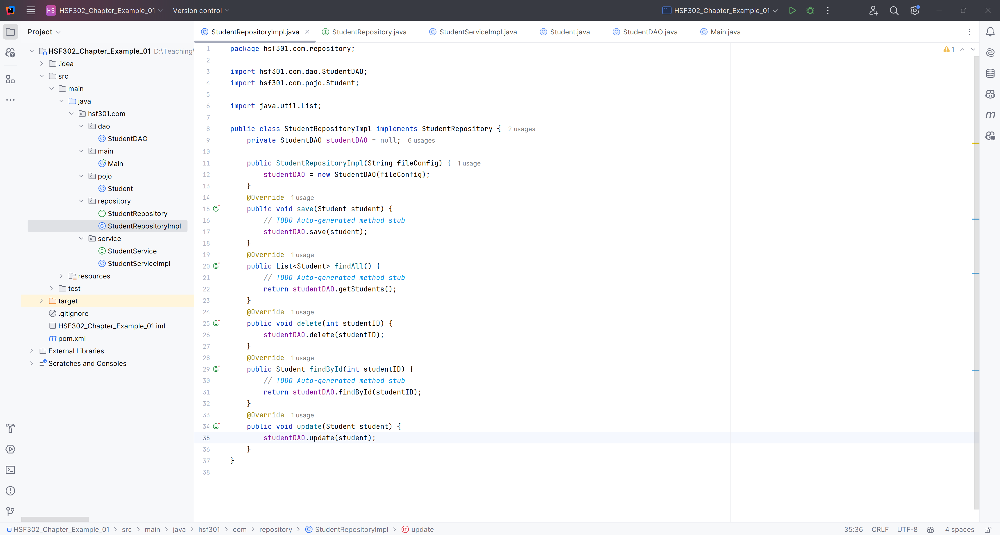 HS HSF302_Chapter_Example_01 Version control HSF302_Chapter_Example_01
Project
HSF302_Chapter_Example_01 D:\Teaching\
.idea
src
main
java
hsf301.com
dao
StudentDAO
main
Main
pojo
Student
repository
StudentRepository
StudentRepositoryImpl
service
StudentService
StudentServiceImpl
resources
test
target
.gitignore
HSF302_Chapter_Example_01.iml
pom.xml
External Libraries
Scratches and Consoles
StudentRepositoryImpl.java StudentRepository.java StudentServiceImpl.java Student.java StudentDAO.java Main.java
1 package hsf301.com.repository;
2
3 import hsf301.com.dao.StudentDAO;
4 import hsf301.com.pojo.Student;
5
6 import java.util.List;
7
8 public class StudentRepositoryImpl implements StudentRepository { 2 usages
9 private StudentDAO studentDAO = null; 6 usages
10
11 public StudentRepositoryImpl(String fileConfig) { 1 usage
12 studentDAO = new StudentDAO(fileConfig);
13 }
14 @Override 1 usage
15 public void save(Student student) {
16 // TODO Auto-generated method stub
17 studentDAO.save(student);
18 }
19 @Override 1 usage
20 public List<Student> findAll() {
21 // TODO Auto-generated method stub
22 return studentDAO.getStudents();
23 }
24 @Override 1 usage
25 public void delete(int studentID) {
26 studentDAO.delete(studentID);
27 }
28 @Override 1 usage
29 public Student findById(int studentID) {
30 // TODO Auto-generated method stub
31 return studentDAO.findById(studentID);
32 }
33 @Override 1 usage
34 public void update(Student student) {
35 studentDAO.update(student);
36 }
37 }
38
1
HSF302_Chapter_Example_01 > src > main > java > hsf301 > com > repository > StudentRepositoryImpl > update 35:36 CRLF UTF-8 4 spaces